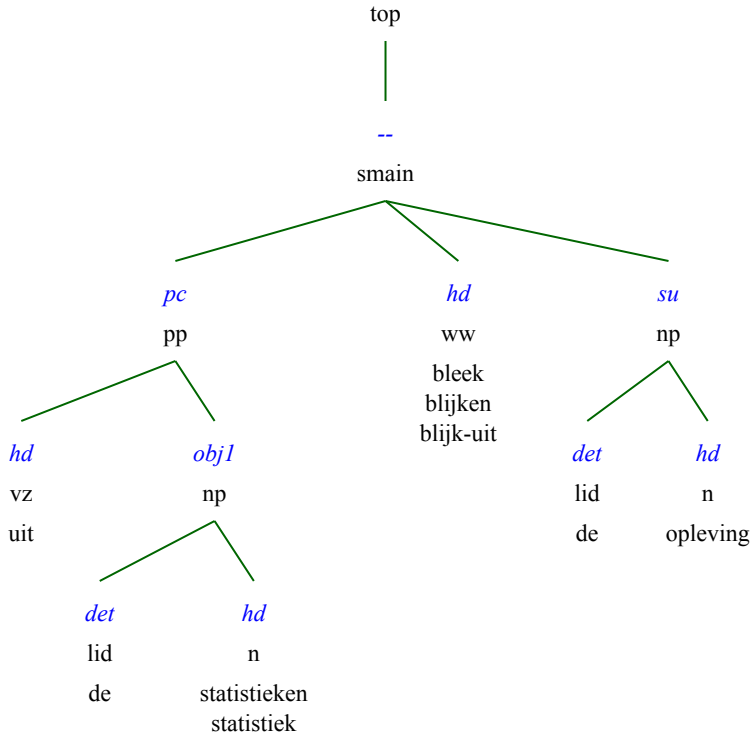 top
--
smain
pc hd su
pp ww np
bleek
blijken
blijk-uit
hd obj1 det hd
vz np lid n
uit de opleving
det hd
lid n
de statistieken
statistiek